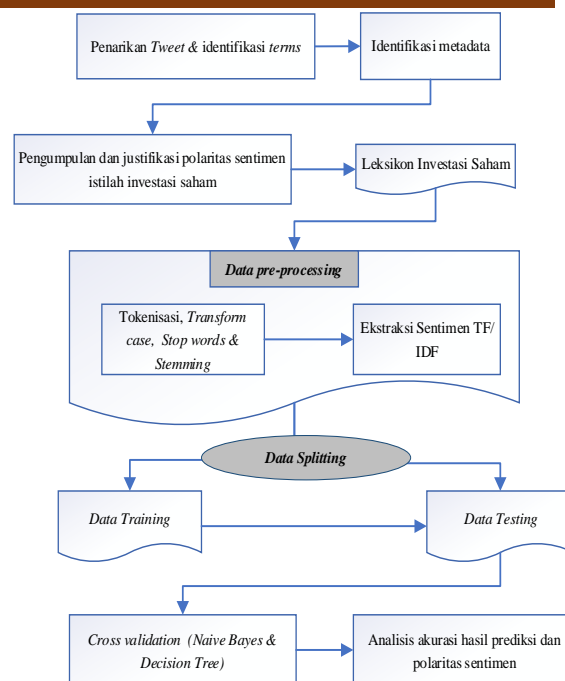 Penarikan Tweet & identifikasi terms
Identifikasi metadata
Pengumpulan dan justifikasi polaritas sentimen
istilah investasi saham
Leksikon Investasi Saham
Data pre-processing
Tokenisasi, Transform
case, Stop words &
Stemming
Ekstraksi Sentimen TF/
IDF
Data Splitting
Data Training
Data Testing
Cross validation (Naive Bayes &
Decision Tree)
Analisis akurasi hasil prediksi dan
polaritas sentimen